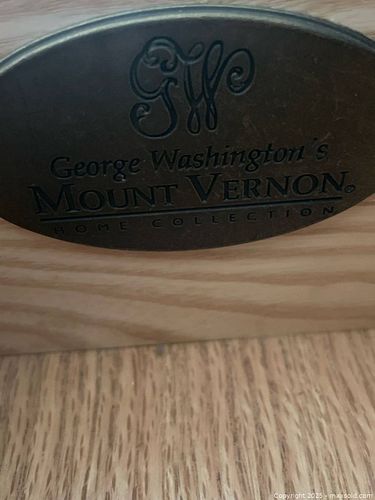 GW
George Washington's
MOUNT VERNON®
HOME COLLECTION
Copyright 2025 - maxsold.com